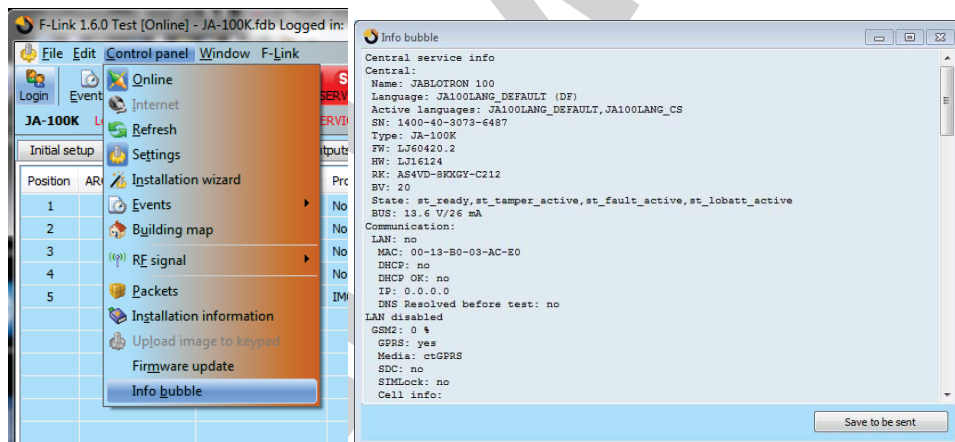 F-Link 1.6.0 Test [Online] - JA-100K.fdb Logged in:
File Edit Control panel Window F-Link
Login Event
JA-100K
Initial setup
Position
1
2
3
4
5
Online
Internet
Refresh
Settings
Installation wizard
Events
Building map
RF signal
Packets
Installation information
Upload image to keypad
Firmware update
Info bubble
No
No
No
No
Info bubble
Central service info
Central:
Name: JABLOTRON 100
Language: JA100LANG_DEFAULT (DF)
Active languages: JA100LANG_DEFAULT,JA100LANG_CS
SN: 1400-40-3073-6487
Type: JA-100K
FW: LJ60420.2
HW: LJ16124
RK: AS4VD-8KXGY-C212
BV: 20
State: st_ready,st_tamper_active,st_fault_active,st_lobatt_active
BUS: 13.6 V/26 mA
Communication:
LAN: no
MAC: 00-13-B0-03-AC-E0
DHCP: no
DHCP OK: no
IP: 0.0.0.0
DNS Resolved before test: no
LAN disabled
GSM2: 0 %
GPRS: yes
Media: ctGPRS
SDC: no
SIMLock: no
Cell info:
Save to be sent